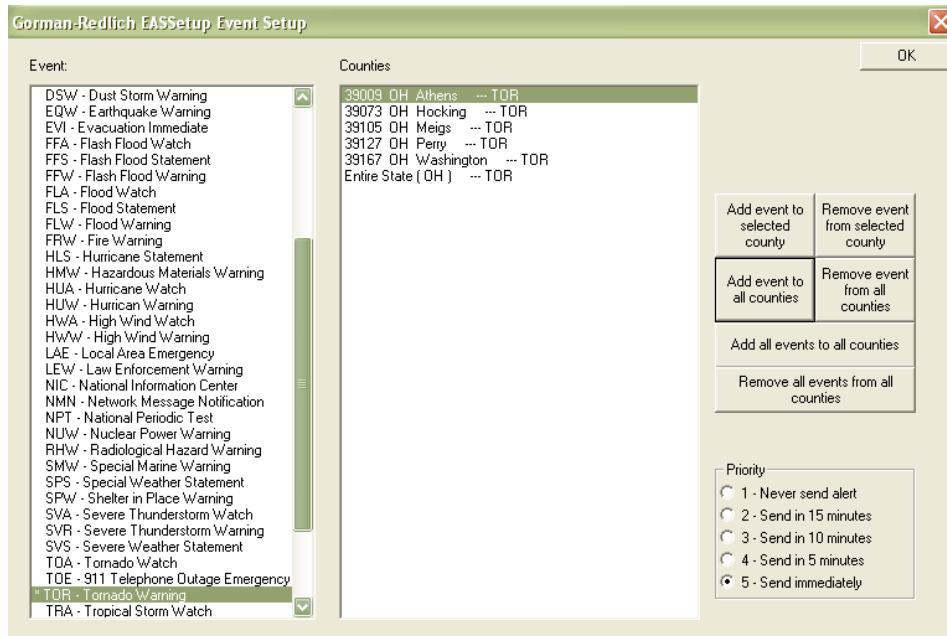 Gorman-Redlich EASSetup Event Setup
OK
Event:
DSW - Dust Storm Warning
EQW - Earthquake Warning
EVI - Evacuation Immediate
FFA - Flash Flood Watch
FFS - Flash Flood Statement
FFW - Flash Flood Warning
FLA - Flood Watch
FLS - Flood Statement
FLW - Flood Warning
FRW - Fire Warning
HLS - Hurricane Statement
HMW - Hazardous Materials Warning
HUA - Hurricane Watch
HUW - Hurrican Warning
HWA - High Wind Watch
HWW - High Wind Warning
LAE - Local Area Emergency
LEW - Law Enforcement Warning
NIC - National Information Center
NMN - Network Message Notification
NPT - National Periodic Test
NUW - Nuclear Power Warning
RHW - Radiological Hazard Warning
SMW - Special Marine Warning
SPS - Special Weather Statement
SPW - Shelter in Place Warning
SVA - Severe Thunderstorm Watch
SVR - Severe Thunderstorm Warning
SVS - Severe Weather Statement
TOA - Tornado Watch
TOE - 911 Telephone Outage Emergency
* TOR - Tornado Warning
TRA - Tropical Storm Watch
Counties
39009 OH Athens --- TOR
39073 OH Hocking --- TOR
39105 OH Meigs --- TOR
39127 OH Perry --- TOR
39167 OH Washington --- TOR
Entire State ( OH ) --- TOR
Add event to
selected
county
Remove event
from selected
county
Add event to
all counties
Remove event
from all
counties
Add all events to all counties
Remove all events from all
counties
Priority
1 - Never send alert
2 - Send in 15 minutes
3 - Send in 10 minutes
4 - Send in 5 minutes
5 - Send immediately